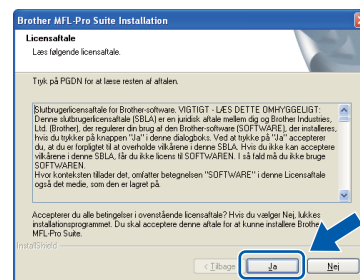 Brother MFL-Pro Suite Installation
Licensaftale
Læs følgende licensaftale.
Tryk på PGDN for at læse resten af aftalen.
Slutbrugerlicensaftale for Brother-software. VIGTIGT - LÆS DETTE OMHYGGELIGT:
Denne slutbrugerlicensaftale (SBLA) er en juridisk aftale mellem dig og Brother Industries,
Ltd. (Brother), der regulerer din brug af den Brother-software (SOFTWARE), der installeres,
hvis du trykker på knappen "Ja" i denne dialogboks. Ved at trykke på "Ja" accepterer
du, at du er forpligtet til at overholde vilkårene i denne SBLA. Hvis du ikke kan acceptere
vilkårene i denne SBLA, får du ikke licens til SOFTWAREN. I så fald må du ikke bruge
SOFTWAREN.
Hvor konteksten tillader det, omfatter betegnelsen "SOFTWARE" i denne Licensaftale
også det medie, som den er lagret på.
Accepterer du alle betingelser i ovenstående licensaftale? Hvis du vælger Nej, lukkes
installationsprogrammet. Du skal acceptere denne aftale for at kunne installere Brother
MFL-Pro Suite.
InstallShield
< Tilbage
Ja
Nej